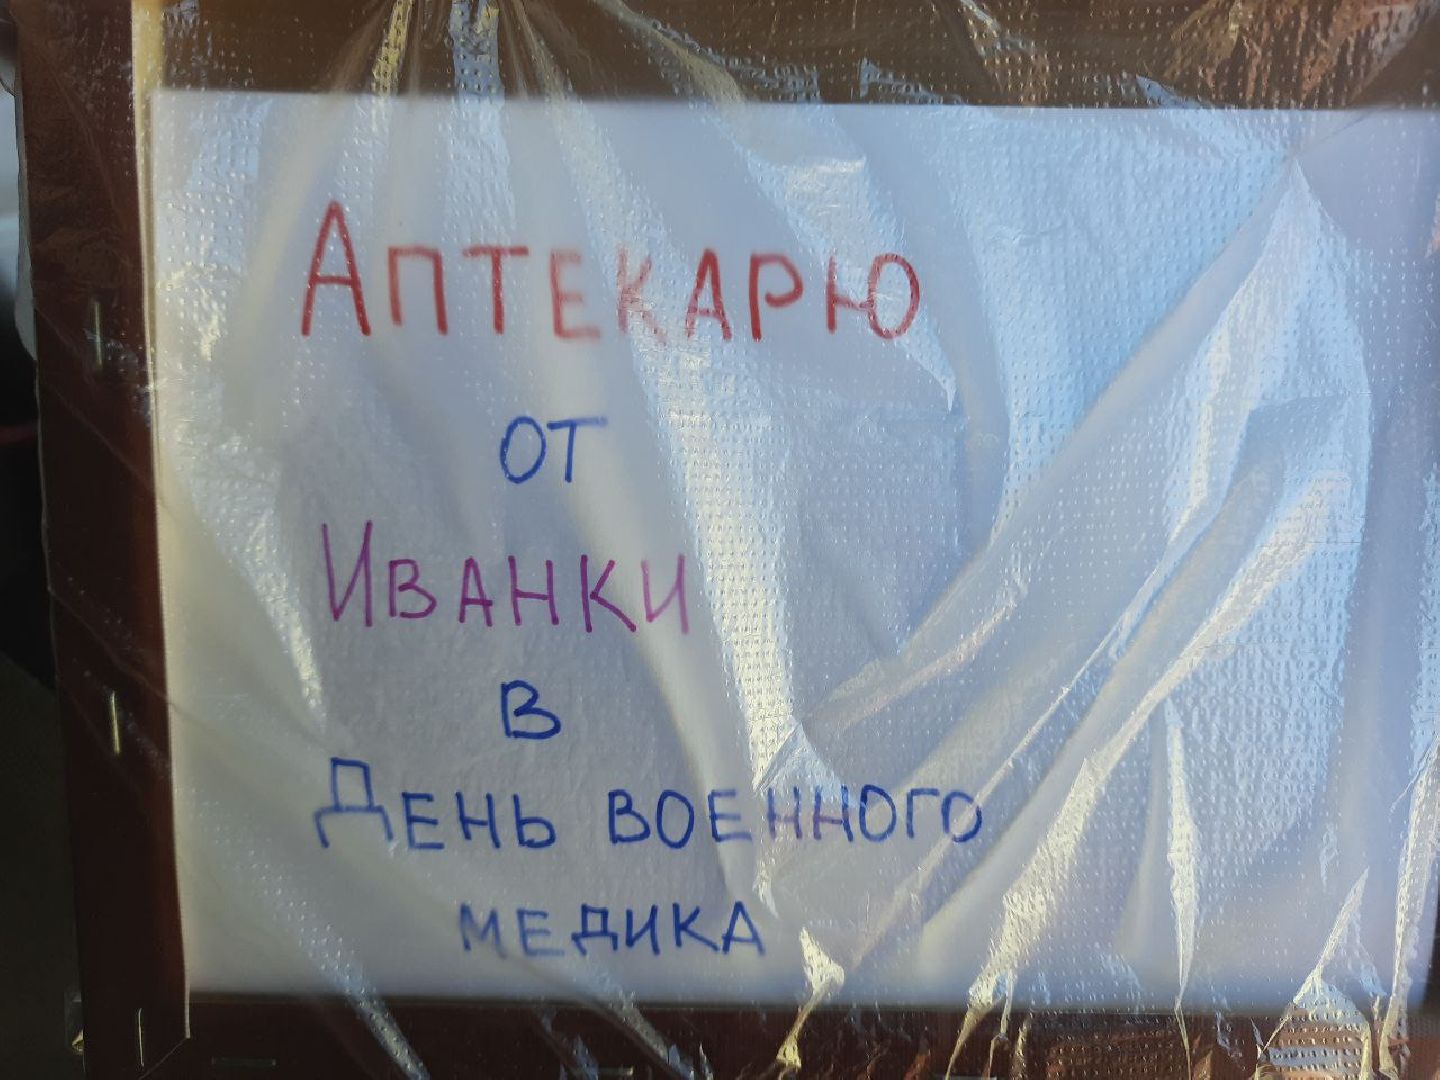 Аптекарю
от
Иванки
в
День военного
медика